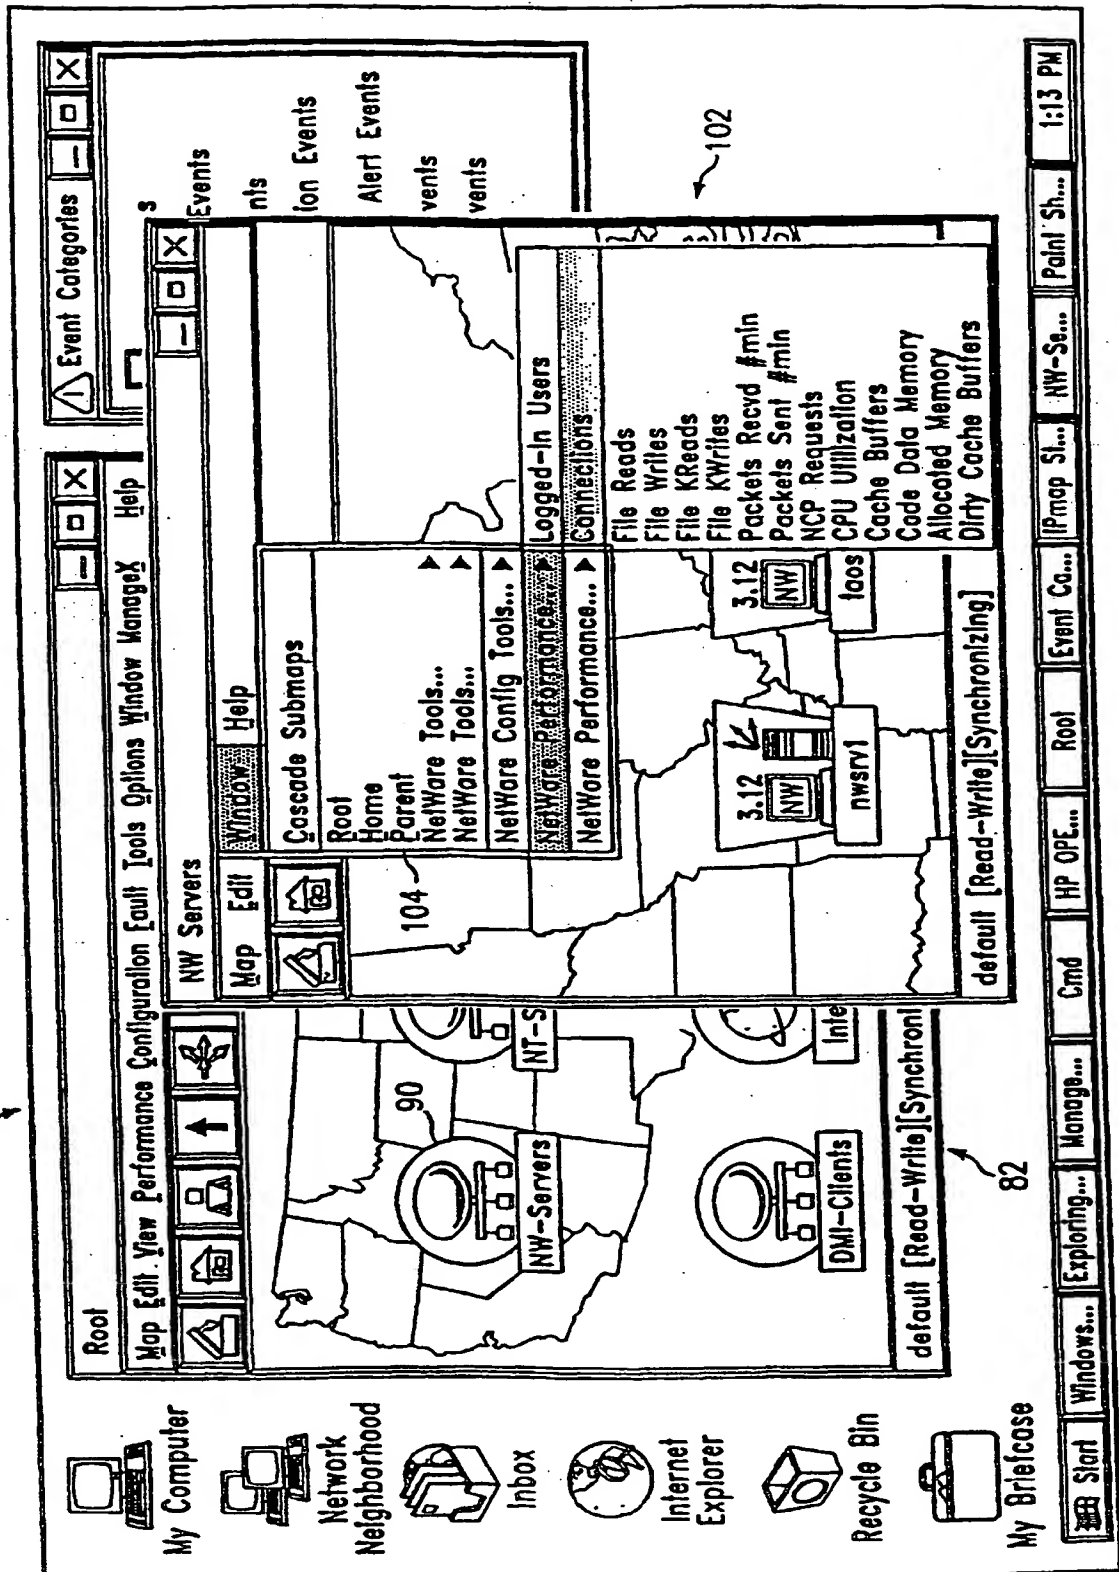 My Computer
Network
Neighborhood
Inbox
Internet
Explorer
Recycle Bin
My Briefcase
Root
Map Edit View Performance Configuration Fault Tools Options Window ManageX Help
NW-Servers
NT-S
DMI-Clients
Inte
90
default [Read-Write][Synchroni
82
Event Categories
s
Events
nts
ion Events
Alert Events
vents
vents
NW Servers
Map Edit Window Help
Cascade Submaps
Root
Home
Parent
NetWare Tools...
NetWare Tools...
NetWare Config Tools...
NetWare Performance...
NetWare Performance...
104
Logged-In Users
Connections
File Reads
File Writes
File KReads
File KWrites
Packets Recvd #min
Packets Sent #min
NCP Requests
CPU Utilization
Cache Buffers
Code Data Memory
Allocated Memory
Dirty Cache Buffers
3.12
NW
nwsrv1
3.12
NW
taos
default [Read-Write][Synchronizing]
102
Start Windows... Exploring... Manage... Cmd HP OPE... Root Event Ca... IPmap St... NW-Se... Paint Sh... 1:13 PM